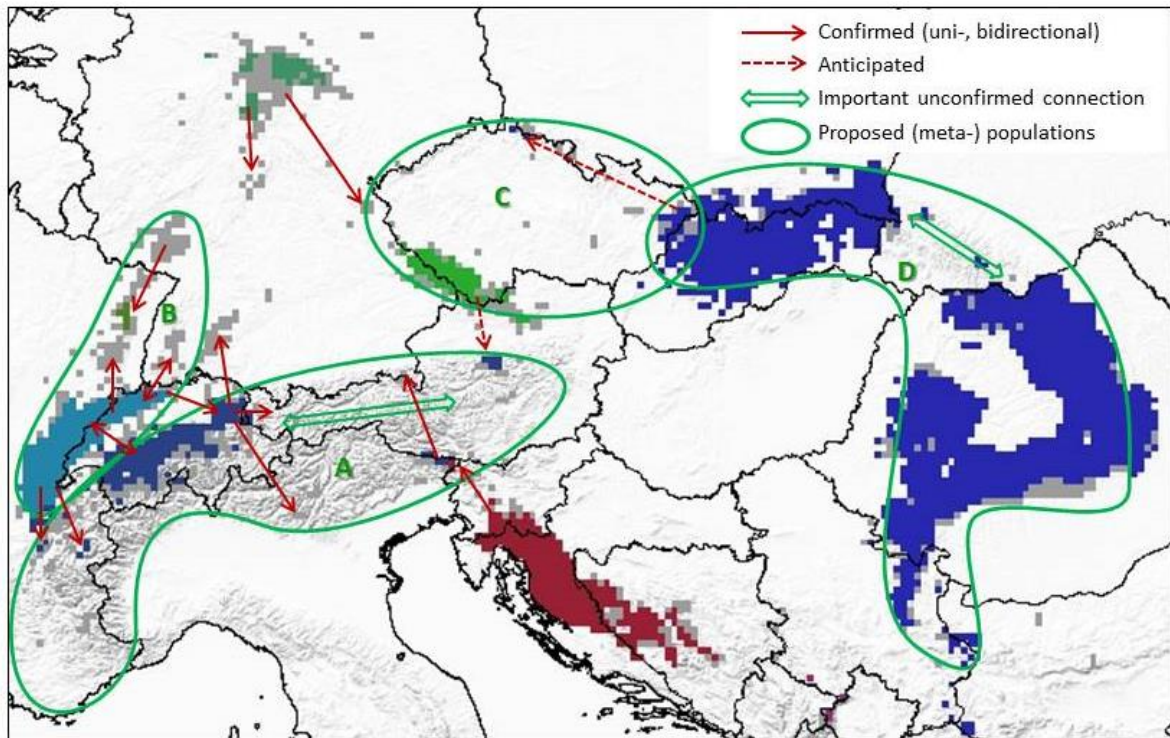 Confirmed (uni-, bidirectional)
Anticipated
Important unconfirmed connection
Proposed (meta-) populations
C
D
B
A